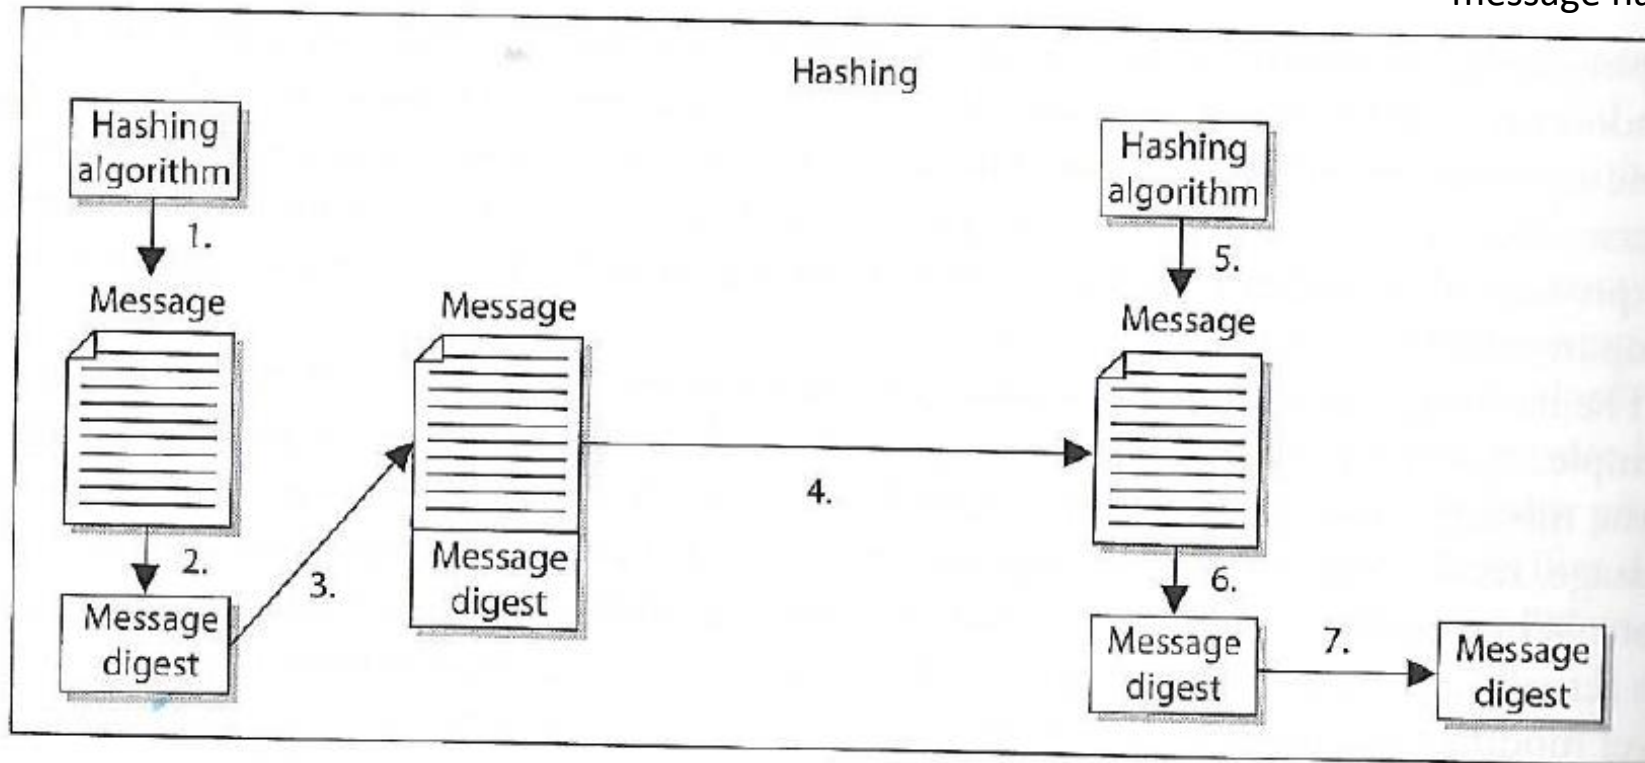 Hashing
Hashing
algorithm
1.
Message
2.
Message
digest
3.
Message
Message
digest
4.
Hashing
algorithm
5.
Message
6.
Message
digest
7.
Message
digest